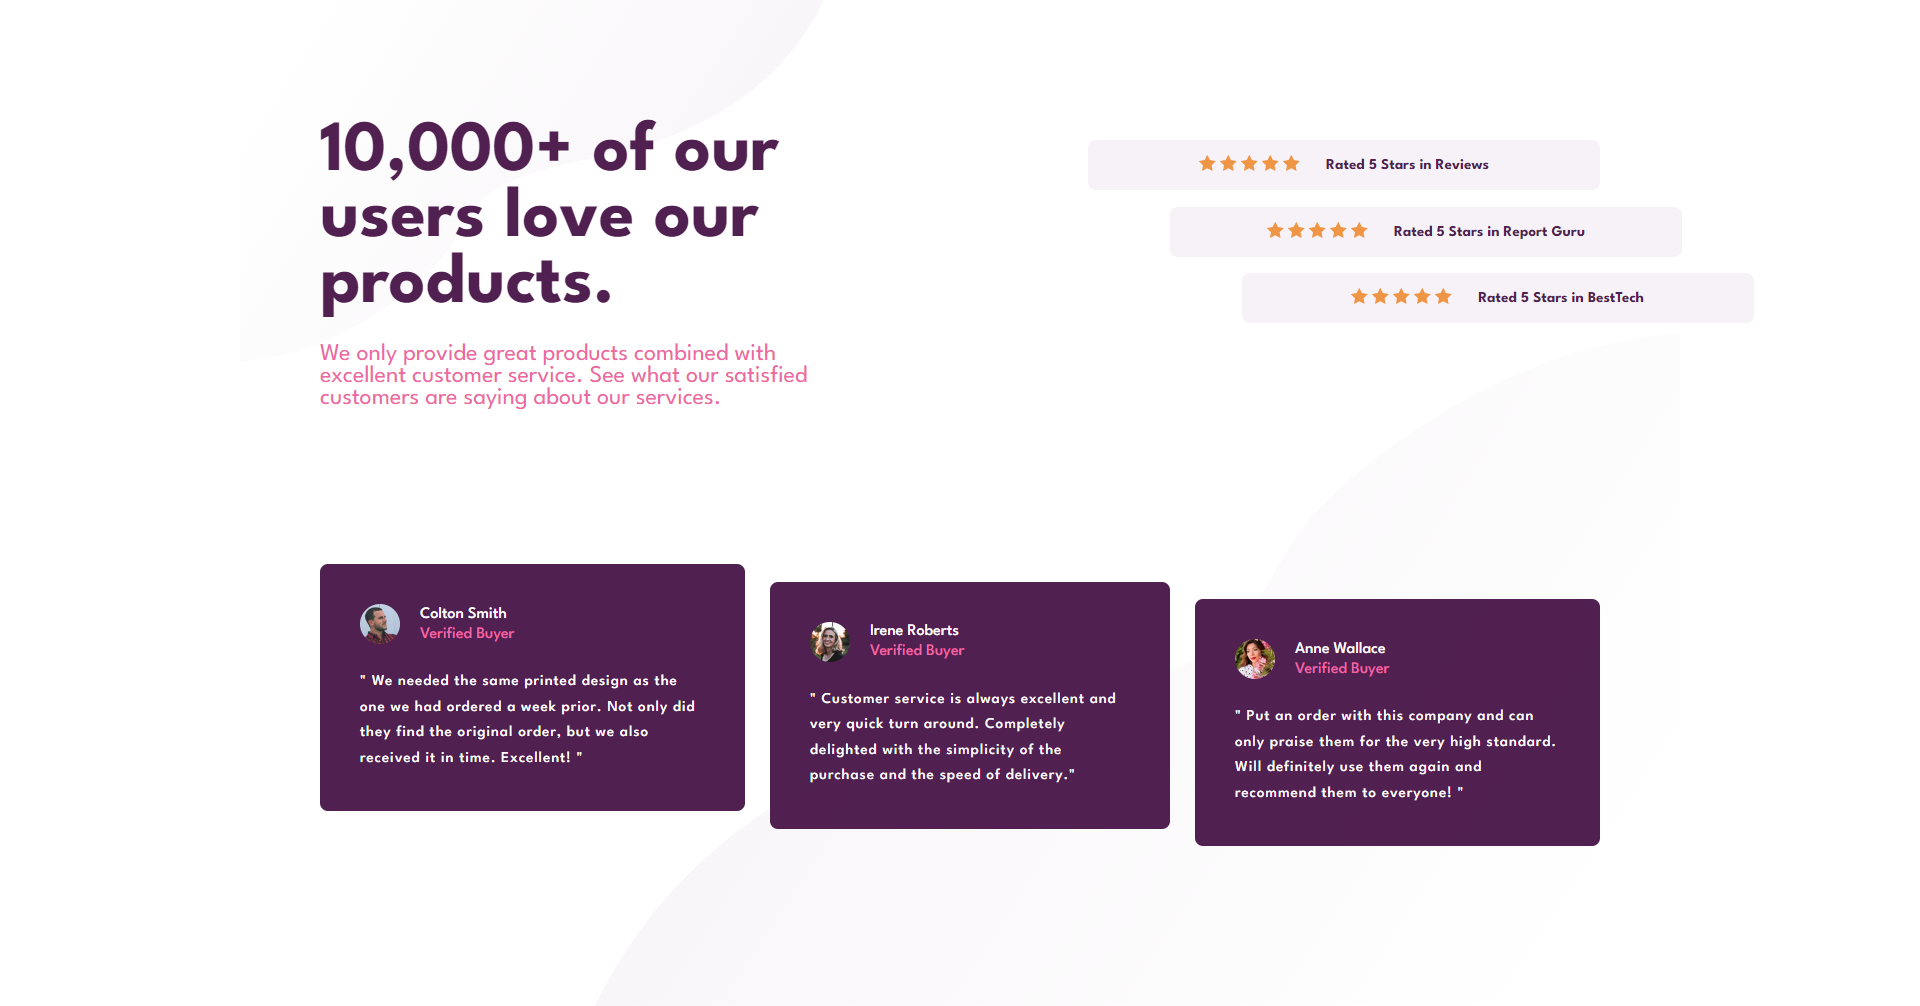 10,000+ of our
users love our
products.
We only provide great products combined with
excellent customer service. See what our satisfied
customers are saying about our services.
Rated 5 Stars in Reviews
Rated 5 Stars in Report Guru
Rated 5 Stars in BestTech
Colton Smith
Verified Buyer
" We needed the same printed design as the
one we had ordered a week prior. Not only did
they find the original order, but we also
received it in time. Excellent! "
Irene Roberts
Verified Buyer
" Customer service is always excellent and
very quick turn around. Completely
delighted with the simplicity of the
purchase and the speed of delivery."
Anne Wallace
Verified Buyer
" Put an order with this company and can
only praise them for the very high standard.
Will definitely use them again and
recommend them to everyone! "